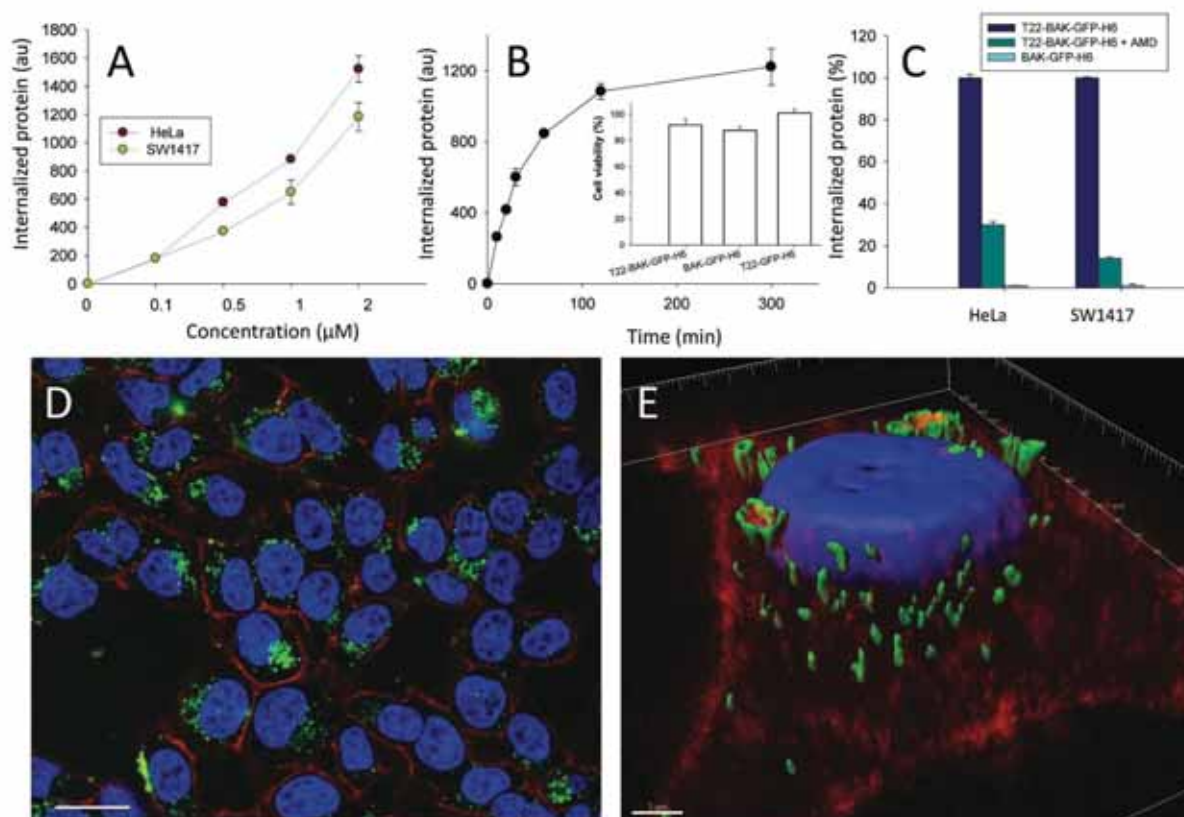 A
Internalized protein (au)
1800
1600
1400
1200
1000
800
600
400
200
0
HeLa
SW1417
0
0.1
0.5
1
2
Concentration (µM)
B
Internalized protein (au)
1200
800
400
0
0
100
200
300
Time (min)
Cell viability (%)
100
80
60
40
20
0
T22-BAK-GFP-H6
BAK-GFP-H6
T22-GFP-H6
C
T22-BAK-GFP-H6
T22-BAK-GFP-H6 + AMD
BAK-GFP-H6
Internalized protein (%)
120
100
80
60
40
20
0
HeLa
SW1417
D
E